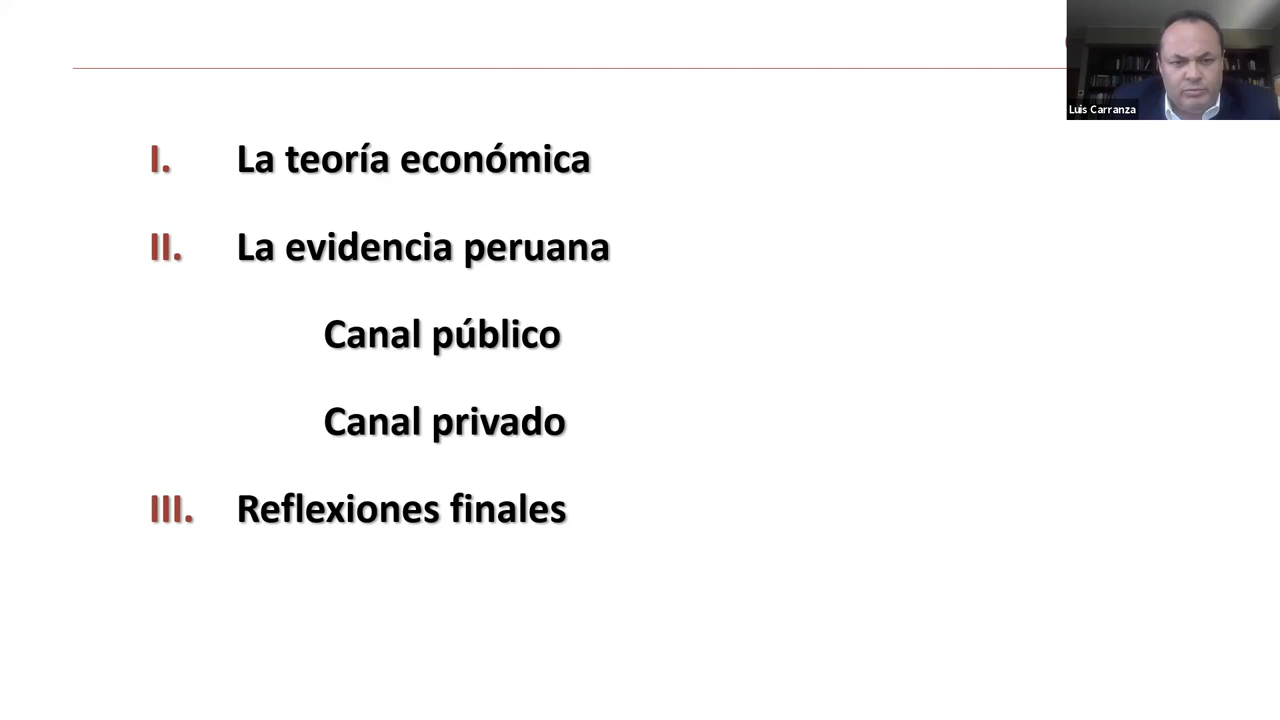 Luis Carranza
I. La teoría económica
II. La evidencia peruana
Canal público
Canal privado
III. Reflexiones finales